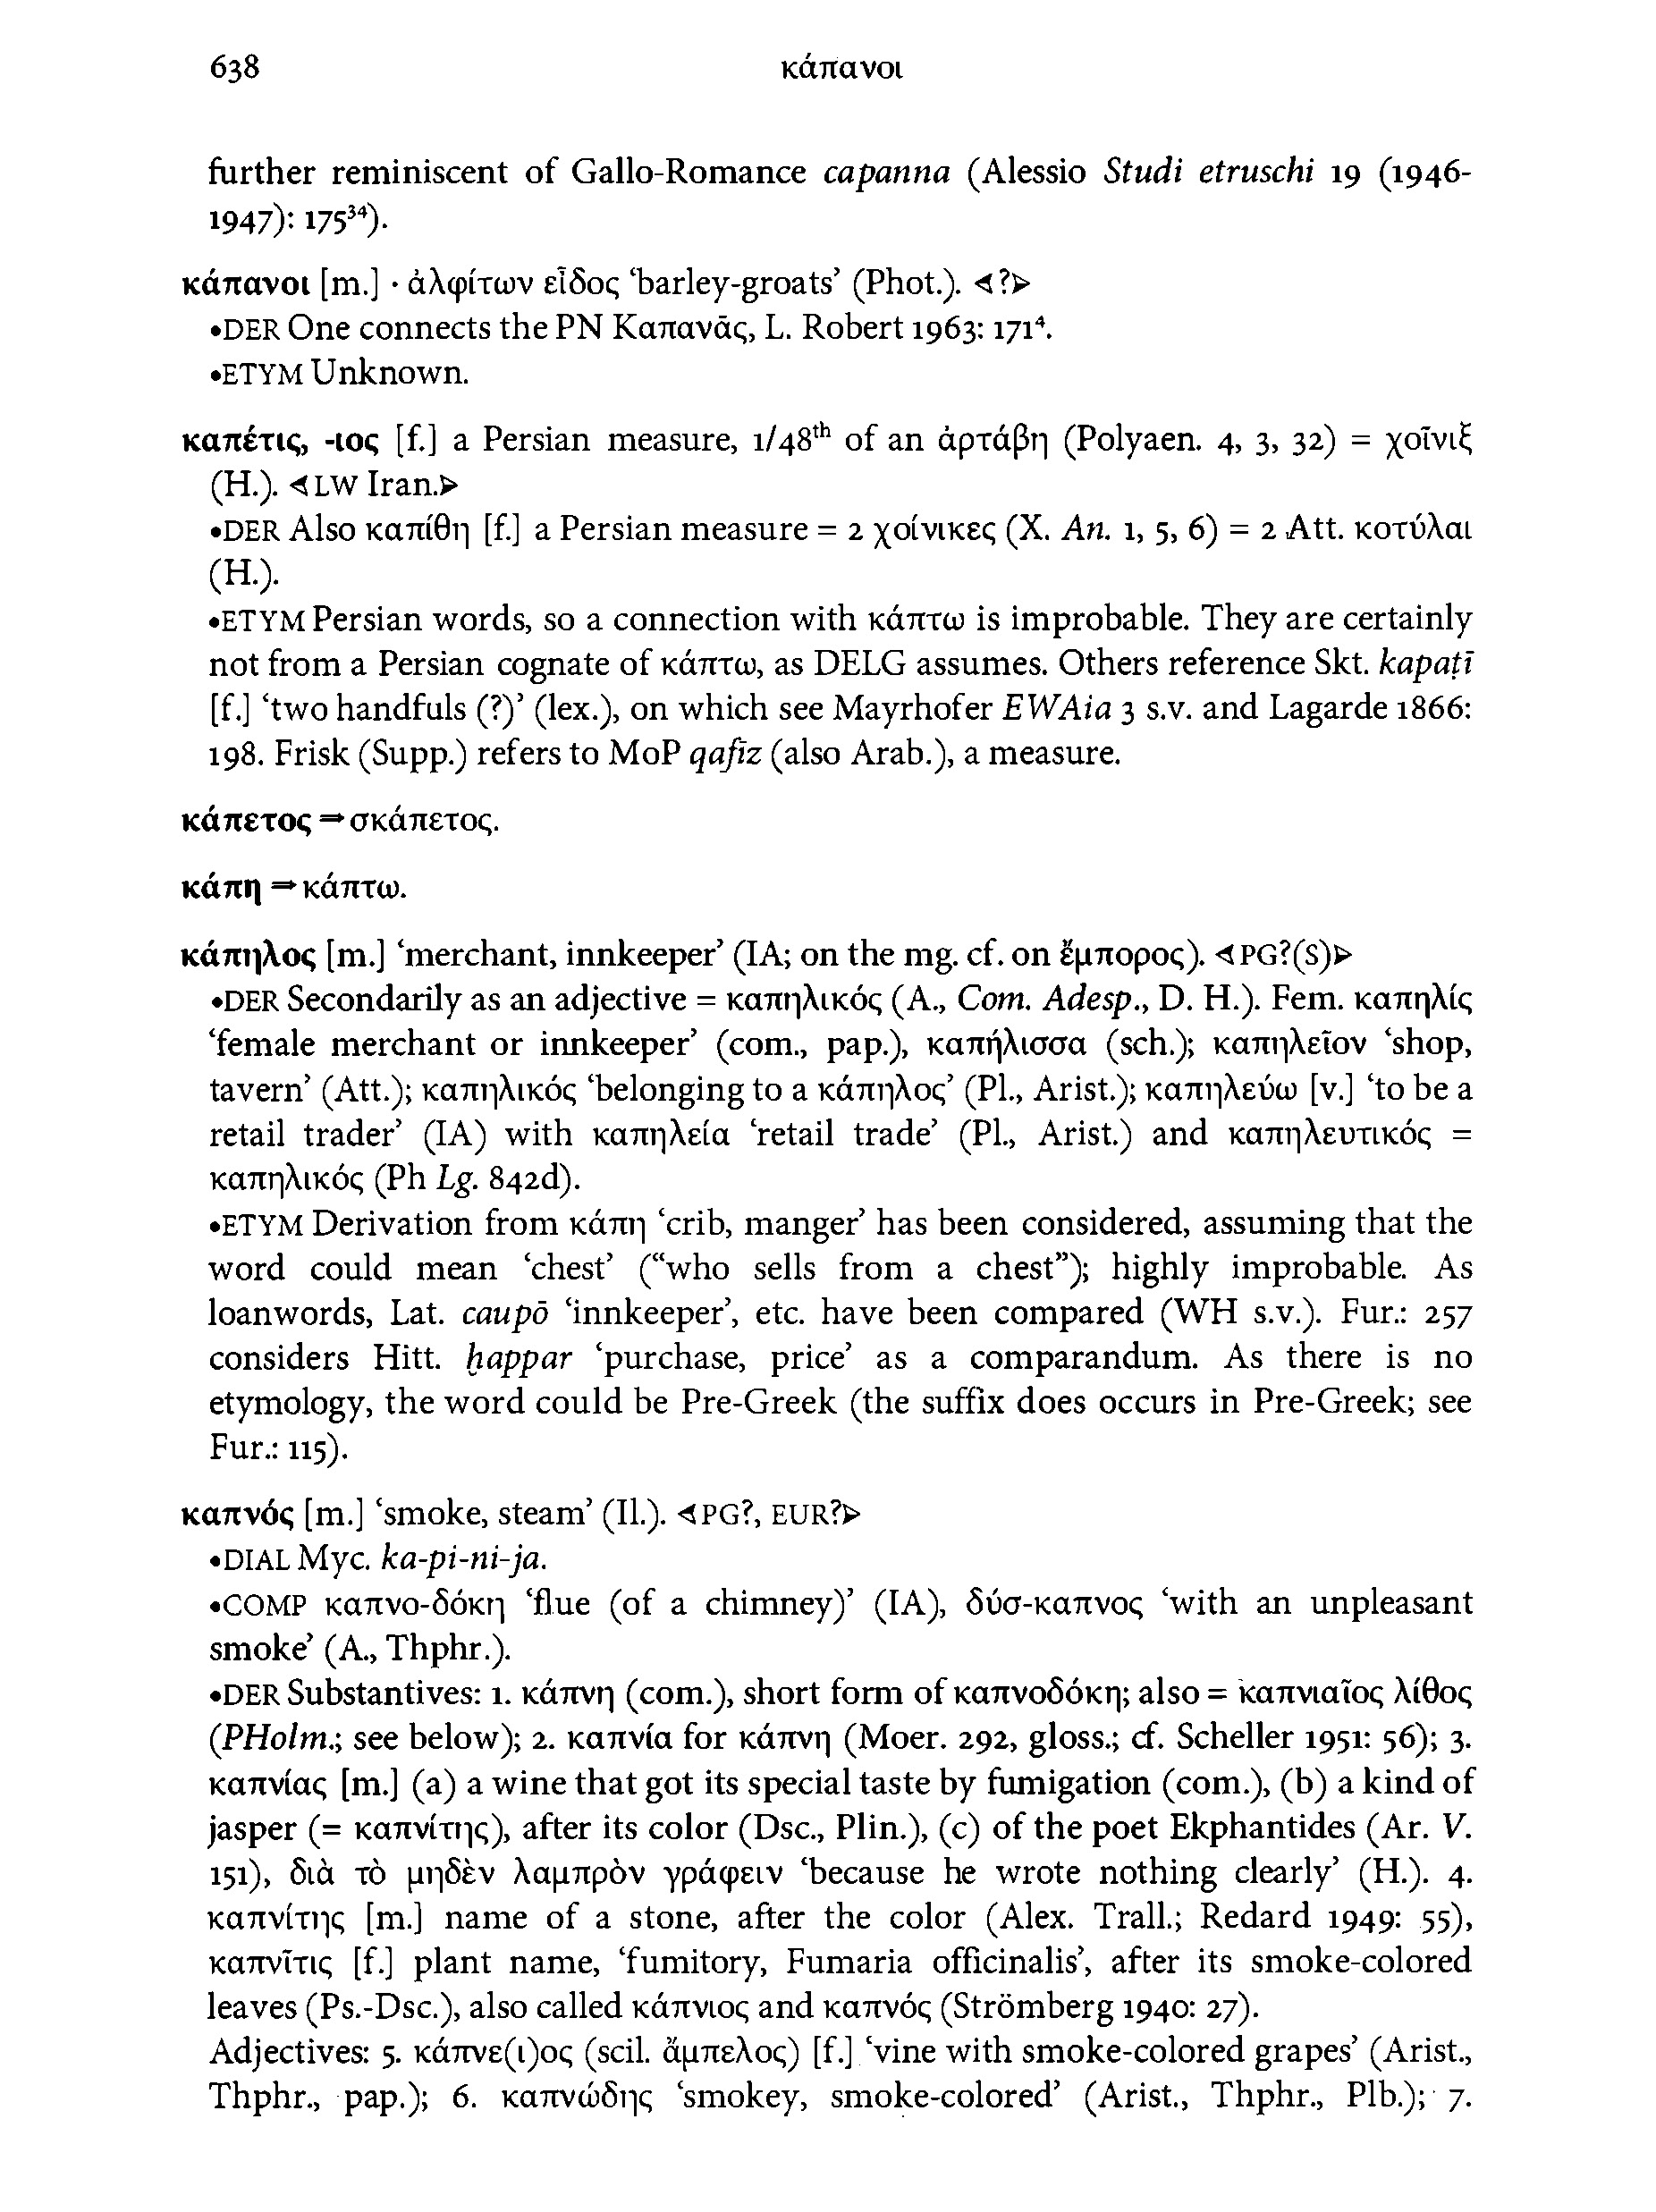 638 κάπανοι
further reminiscent of Gallo-Romance capanna (Alessio Studi etruschi 19 (1946-
1947): 175³⁴).
κάπανοι [m.] · ἀλφίτων εἶδος ‘barley-groats’ (Phot.). ⊲?⊳
•DER One connects the PN Καπανᾶς, L. Robert 1963: 171⁴.
•ETYM Unknown.
καπέτις, -ιος [f.] a Persian measure, 1/48ᵗʰ of an ἀρτάβη (Polyaen. 4, 3, 32) = χοῖνιξ
(H.). ⊲LW Iran.⊳
•DER Also καπίθη [f.] a Persian measure = 2 χοίνικες (X. An. 1, 5, 6) = 2 Att. κοτύλαι
(H.).
•ETYM Persian words, so a connection with κάπτω is improbable. They are certainly
not from a Persian cognate of κάπτω, as DELG assumes. Others reference Skt. kapaṭī
[f.] ‘two handfuls (?)’ (lex.), on which see Mayrhofer EWAia 3 s.v. and Lagarde 1866:
198. Frisk (Supp.) refers to MoP qafīz (also Arab.), a measure.
κάπετος ⇒ σκάπετος.
κάπη ⇒ κάπτω.
κάπηλος [m.] ‘merchant, innkeeper’ (IA; on the mg. cf. on ἔμπορος). ⊲PG?(S)⊳
•DER Secondarily as an adjective = καπηλικός (A., Com. Adesp., D. H.). Fem. καπηλίς
‘female merchant or innkeeper’ (com., pap.), καπήλισσα (sch.); καπηλεῖον ‘shop,
tavern’ (Att.); καπηλικός ‘belonging to a κάπηλος’ (Pl., Arist.); καπηλεύω [v.] ‘to be a
retail trader’ (IA) with καπηλεία ‘retail trade’ (Pl., Arist.) and καπηλευτικός =
καπηλικός (Ph Lg. 842d).
•ETYM Derivation from κάπη ‘crib, manger’ has been considered, assuming that the
word could mean ‘chest’ (“who sells from a chest”); highly improbable. As
loanwords, Lat. caupō ‘innkeeper’, etc. have been compared (WH s.v.). Fur.: 257
considers Hitt. ḫappar ‘purchase, price’ as a comparandum. As there is no
etymology, the word could be Pre-Greek (the suffix does occurs in Pre-Greek; see
Fur.: 115).
καπνός [m.] ‘smoke, steam’ (Il.). ⊲PG?, EUR?⊳
•DIAL Myc. ka-pi-ni-ja.
•COMP καπνο-δόκη ‘flue (of a chimney)’ (IA), δύσ-καπνος ‘with an unpleasant
smoke’ (A., Thphr.).
•DER Substantives: 1. κάπνη (com.), short form of καπνοδόκη; also = καπνιαῖος λίθος
(PHolm.; see below); 2. καπνία for κάπνη (Moer. 292, gloss.; cf. Scheller 1951: 56); 3.
καπνίας [m.] (a) a wine that got its special taste by fumigation (com.), (b) a kind of
jasper (= καπνίτης), after its color (Dsc., Plin.), (c) of the poet Ekphantides (Ar. V.
151), διὰ τὸ μηδὲν λαμπρὸν γράφειν ‘because he wrote nothing clearly’ (H.). 4.
καπνίτης [m.] name of a stone, after the color (Alex. Trall.; Redard 1949: 55),
καπνῖτις [f.] plant name, ‘fumitory, Fumaria officinalis’, after its smoke-colored
leaves (Ps.-Dsc.), also called κάπνιος and καπνός (Strömberg 1940: 27).
Adjectives: 5. κάπνε(ι)ος (scil. ἄμπελος) [f.] ‘vine with smoke-colored grapes’ (Arist.,
Thphr., pap.); 6. καπνώδης ‘smokey, smoke-colored’ (Arist., Thphr., Plb.); 7.